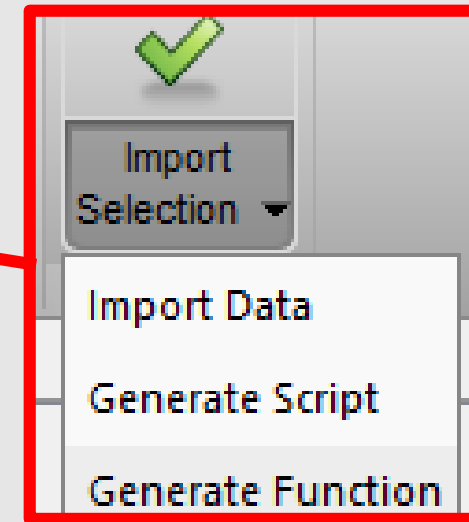 Import
Selection
Import Data
Generate Script
Generate Function